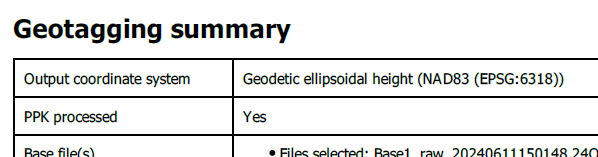 Geotagging summary
Output coordinate system Geodetic ellipsoidal height (NAD83 (EPSG:6318))
PPK processed Yes
Base file(s) • Files selected: Base1_raw_20240611150148.24O